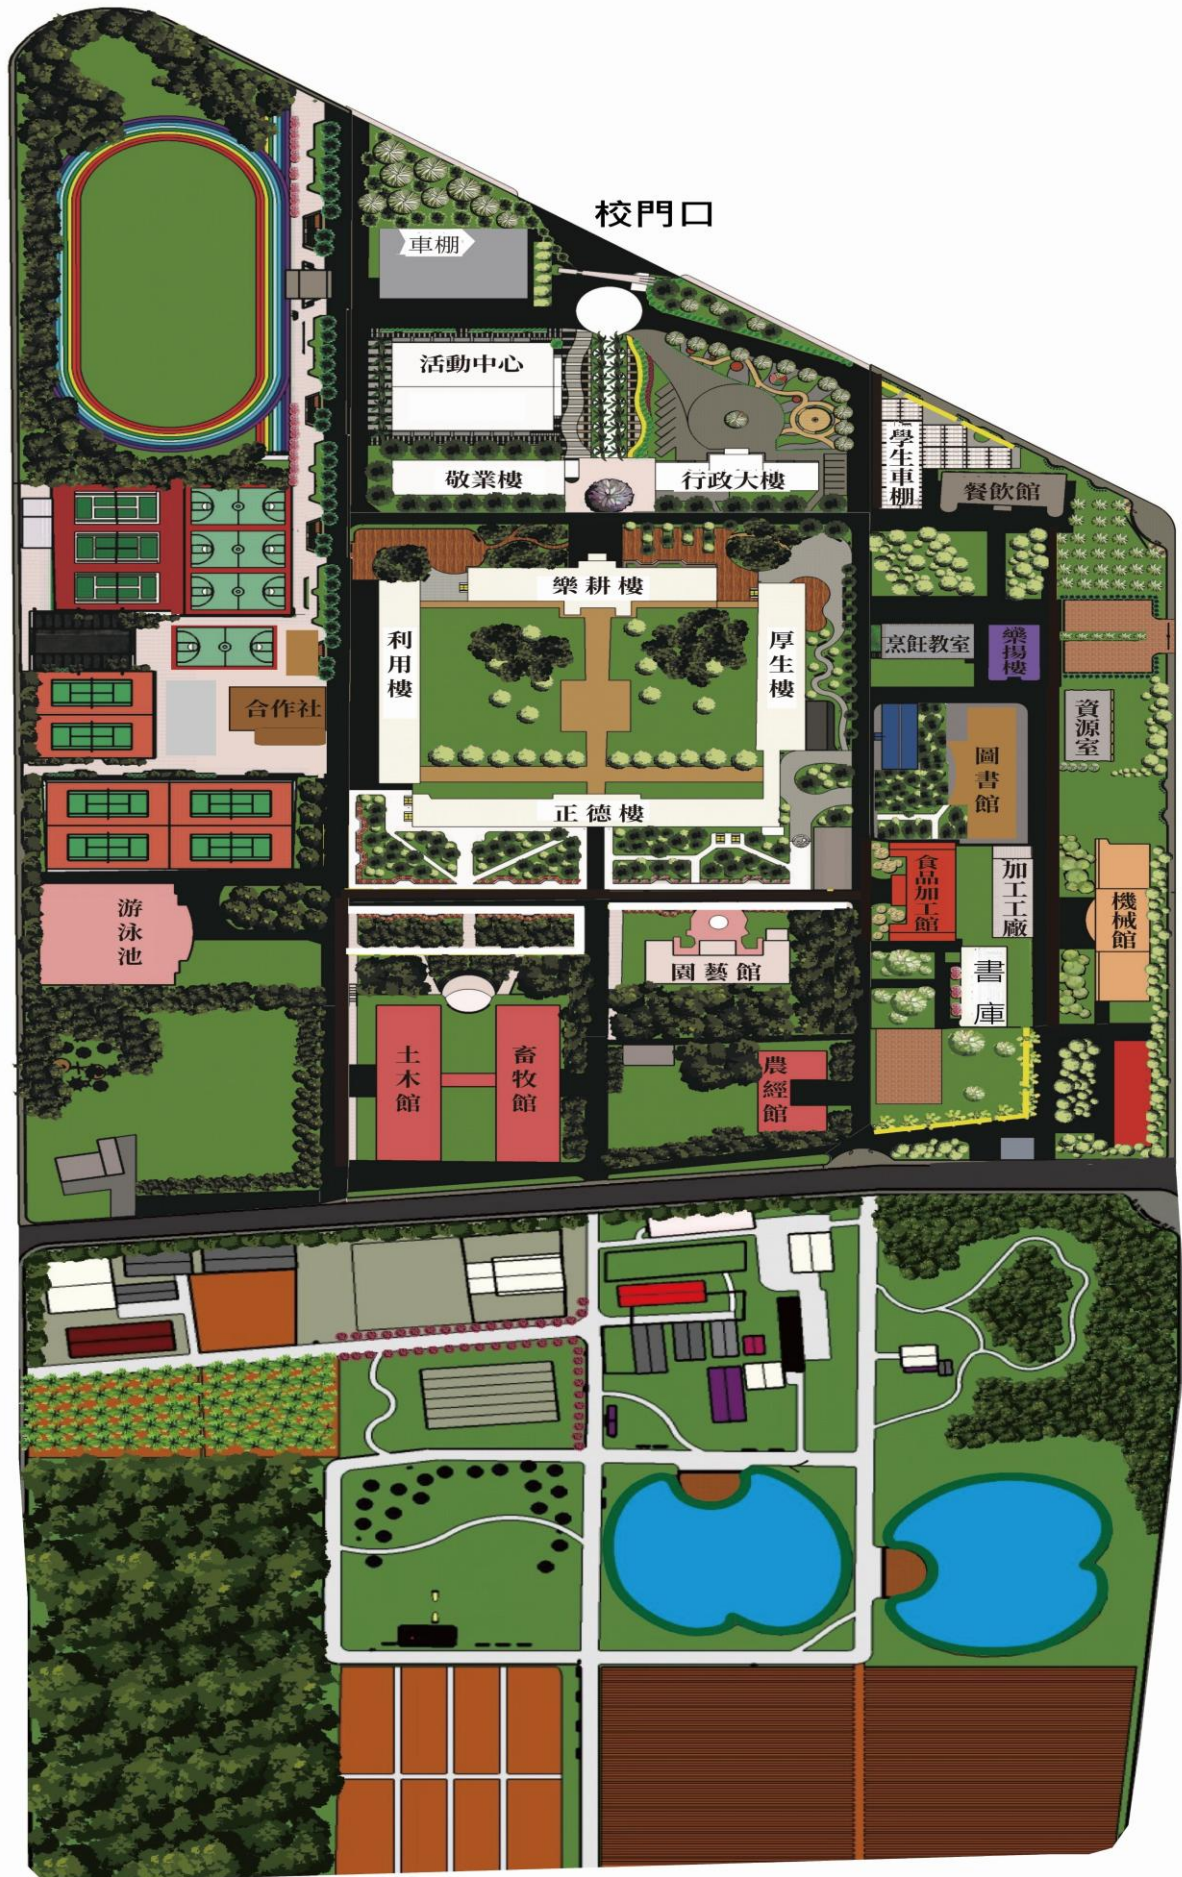 校門口
車棚
活動中心
敬業樓
行政大樓
學生車棚
餐飲館
樂耕樓
利用樓
厚生樓
烹飪教室
樂揚樓
合作社
資源室
圖書館
正德樓
食品加工館
加工工廠
機械館
游泳池
園藝館
書庫
土木館
畜牧館
農經館